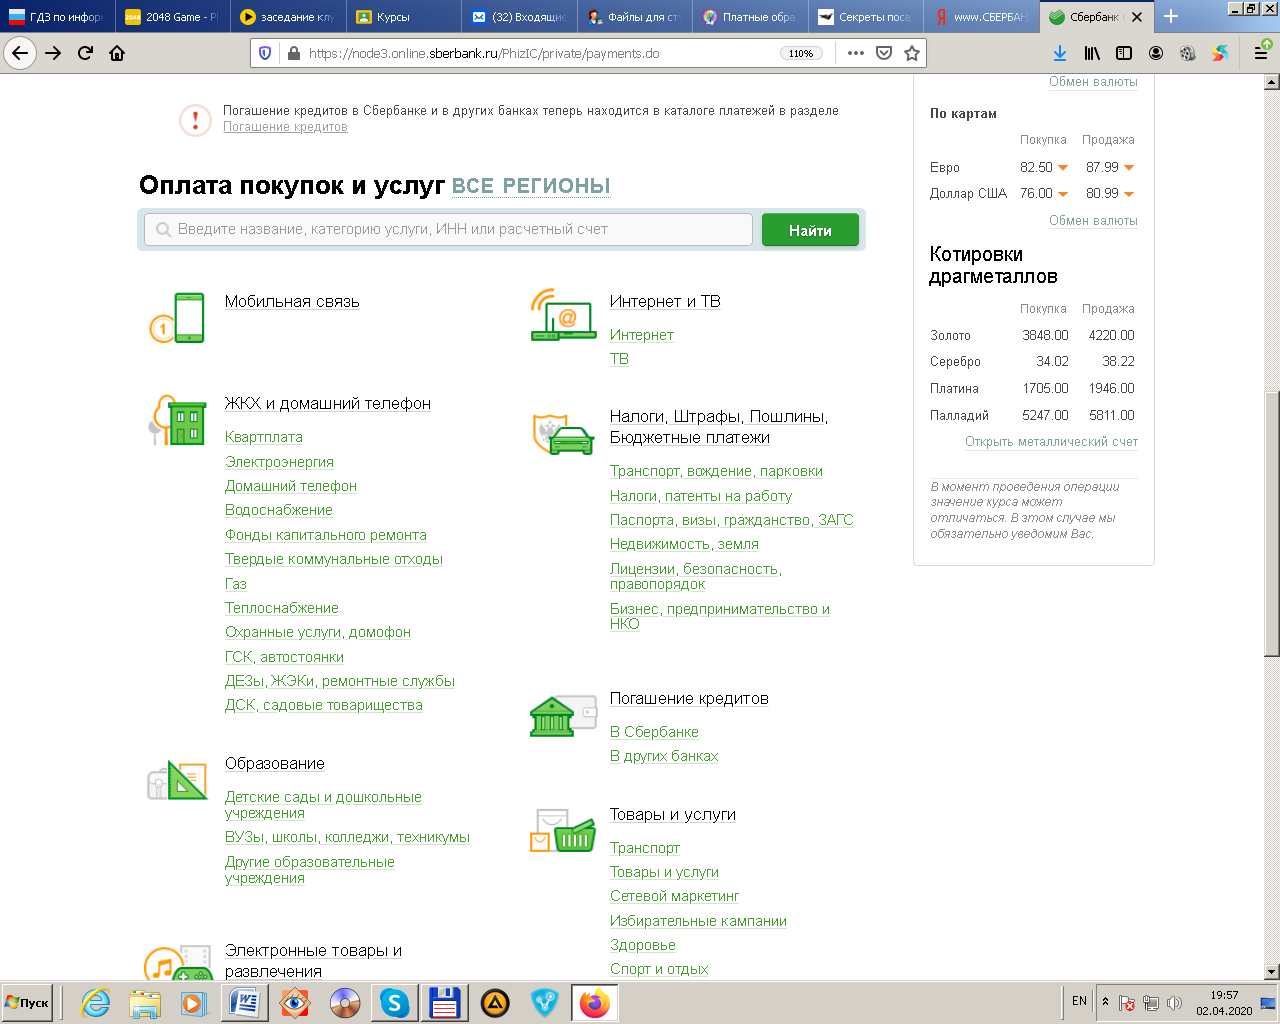 ГДЗ по инфор
2048 Game - Pl
заседание клу
Курсы
(32) Входящие
Файлы для сту
Платные обра
Секреты поса
www.СБЕРБАН
Сбербанк О
https://node3.online.sberbank.ru/PhizIC/private/payments.do
110%
Погашение кредитов в Сбербанке и в других банках теперь находится в каталоге платежей в разделе
Погашение кредитов
Оплата покупок и услуг ВСЕ РЕГИОНЫ
Введите название, категорию услуги, ИНН или расчетный счет
Найти
Мобильная связь
1
ЖКХ и домашний телефон
Квартплата
Электроэнергия
Домашний телефон
Водоснабжение
Фонды капитального ремонта
Твердые коммунальные отходы
Газ
Теплоснабжение
Охранные услуги, домофон
ГСК, автостоянки
ДЕЗы, ЖЭКи, ремонтные службы
ДСК, садовые товарищества
Образование
Детские сады и дошкольные
учреждения
ВУЗы, школы, колледжи, техникумы
Другие образовательные
учреждения
Электронные товары и
развлечения
Интернет и ТВ
@
Интернет
ТВ
Налоги, Штрафы, Пошлины,
Бюджетные платежи
Транспорт, вождение, парковки
Налоги, патенты на работу
Паспорта, визы, гражданство, ЗАГС
Недвижимость, земля
Лицензии, безопасность,
правопорядок
Бизнес, предпринимательство и
НКО
Погашение кредитов
В Сбербанке
В других банках
Товары и услуги
Транспорт
Товары и услуги
Сетевой маркетинг
Избирательные кампании
Здоровье
Спорт и отдых
Обмен валюты
По картам
Покупка Продажа
Евро 82.50 87.99
Доллар США 76.00 80.99
Обмен валюты
Котировки
драгметаллов
Покупка Продажа
Золото 3848.00 4220.00
Серебро 34.02 38.22
Платина 1705.00 1946.00
Палладий 5247.00 5811.00
Открыть металлический счет
В момент проведения операции
значение курса может
отличаться. В этом случае мы
обязательно уведомим Вас.
Пуск
EN
19:57
02.04.2020